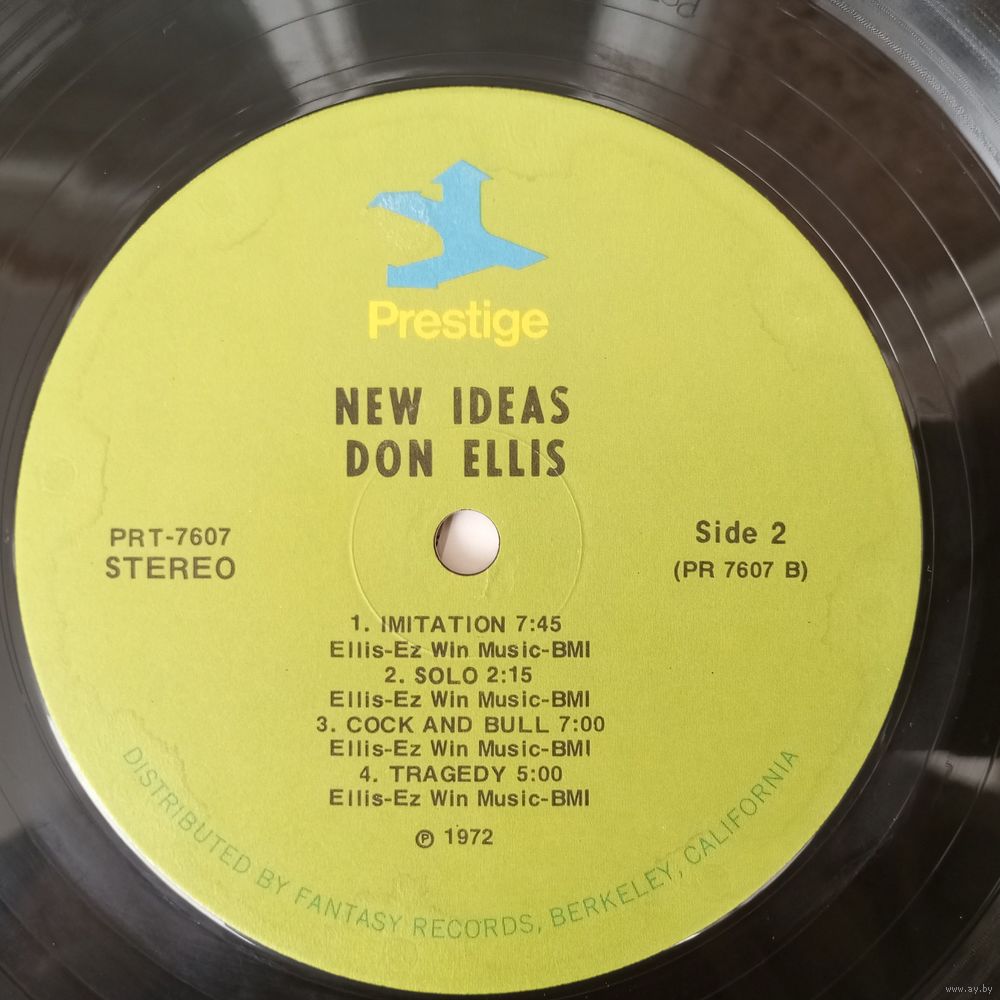 Prestige
NEW IDEAS
DON ELLIS
PRT-7607
STEREO
Side 2
(PR 7607 B)
1. IMITATION 7:45
Ellis-Ez Win Music-BMI
2. SOLO 2:15
Ellis-Ez Win Music-BMI
3. COCK AND BULL 7:00
Ellis-Ez Win Music-BMI
4. TRAGEDY 5:00
Ellis-Ez Win Music-BMI
℗ 1972
DISTRIBUTED BY FANTASY RECORDS, BERKELEY, CALIFORNIA
www.ay.by